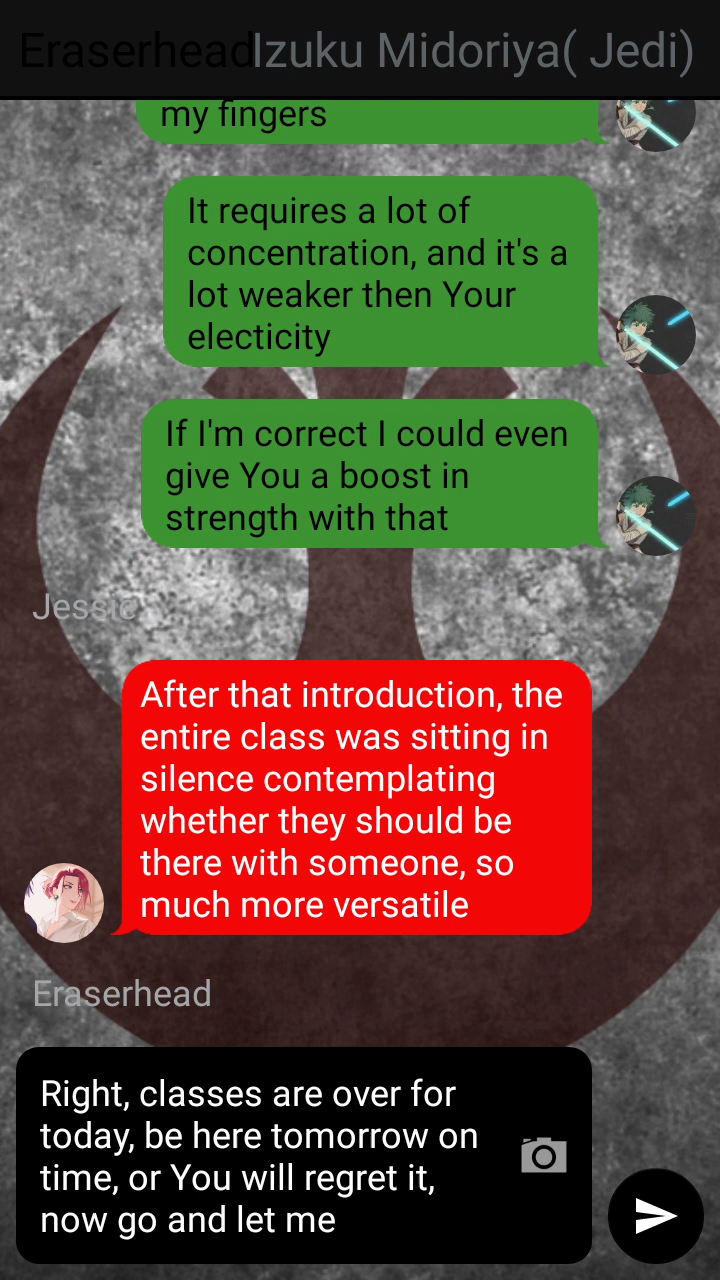 Eraserhead Izuku Midoriya( Jedi)
my fingers
It requires a lot of
concentration, and it's a
lot weaker then Your
electicity
If I'm correct I could even
give You a boost in
strength with that
Jessie
After that introduction, the
entire class was sitting in
silence contemplating
whether they should be
there with someone, so
much more versatile
Eraserhead
Right, classes are over for
today, be here tomorrow on
time, or You will regret it,
now go and let me